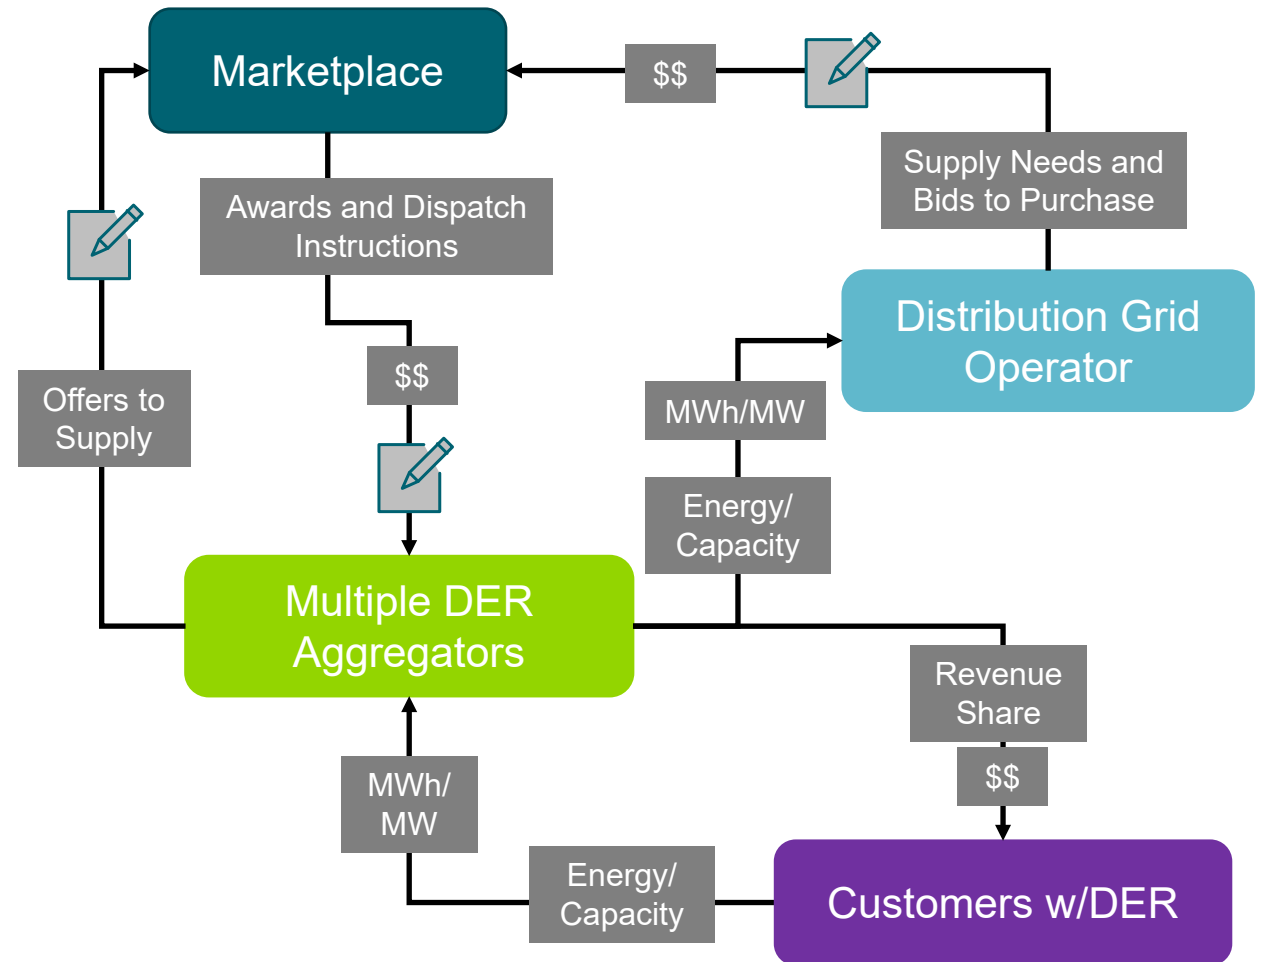 Marketplace
$$
Supply Needs and
Bids to Purchase
Awards and Dispatch
Instructions
Distribution Grid
Operator
$$
Offers to
Supply
MWh/MW
Energy/
Capacity
Multiple DER
Aggregators
Revenue
Share
$$
MWh/
MW
Energy/
Capacity
Customers w/DER